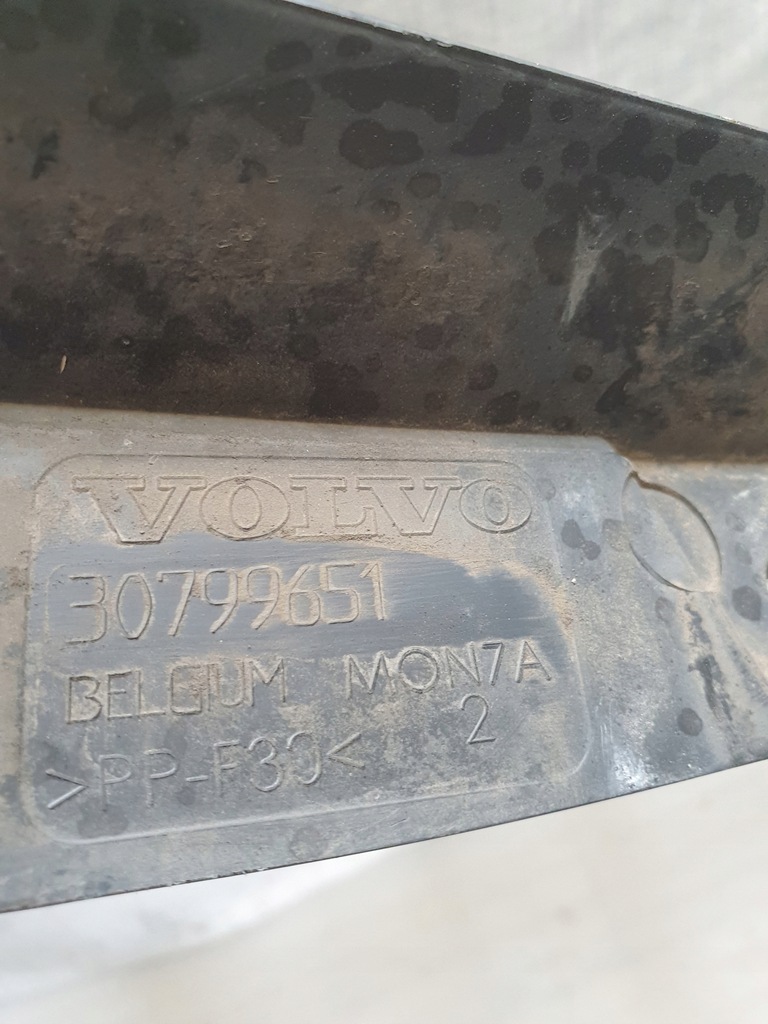 VOLVO
30799651
BELGIUM MON7A
2
>PP-F30<